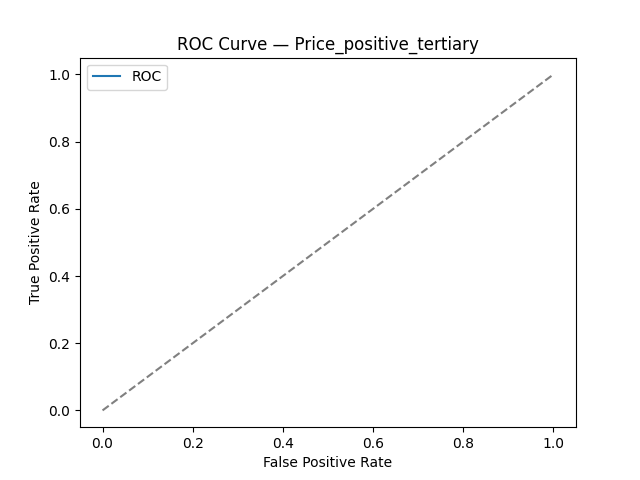 ROC Curve — Price_positive_tertiary
ROC
1.0
0.8
0.6
0.4
0.2
0.0
True Positive Rate
0.0 0.2 0.4 0.6 0.8 1.0
False Positive Rate